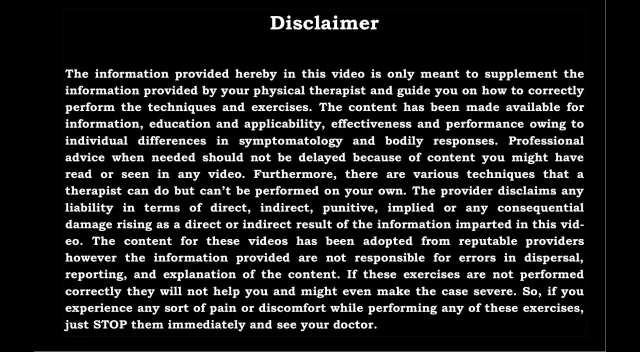 Disclaimer
The information provided hereby in this video is only meant to supplement the
information provided by your physical therapist and guide you on how to correctly
perform the techniques and exercises. The content has been made available for
information, education and applicability, effectiveness and performance owing to
individual differences in symptomatology and bodily responses. Professional
advice when needed should not be delayed because of content you might have
read or seen in any video. Furthermore, there are various techniques that a
therapist can do but can't be performed on your own. The provider disclaims any
liability in terms of direct, indirect, punitive, implied or any consequential
damage rising as a direct or indirect result of the information imparted in this vid-
eo. The content for these videos has been adopted from reputable providers
however the information provided are not responsible for errors in dispersal,
reporting, and explanation of the content. If these exercises are not performed
correctly they will not help you and might even make the case severe. So, if you
experience any sort of pain or discomfort while performing any of these exercises,
just STOP them immediately and see your doctor.